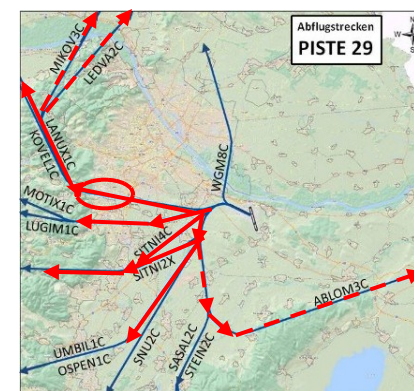 Abflugstrecken
PISTE 29
W
MIKOV3C
LEDVA2C
LANUX1C
KOVEL1C
WGM8C
MOTIX1C
LUGIM1C
SITNI4C
SITNI2X
ABLOM3C
UMBIL1C
OSPEN1C
SNU2C
SASAL2C
STEIN2C